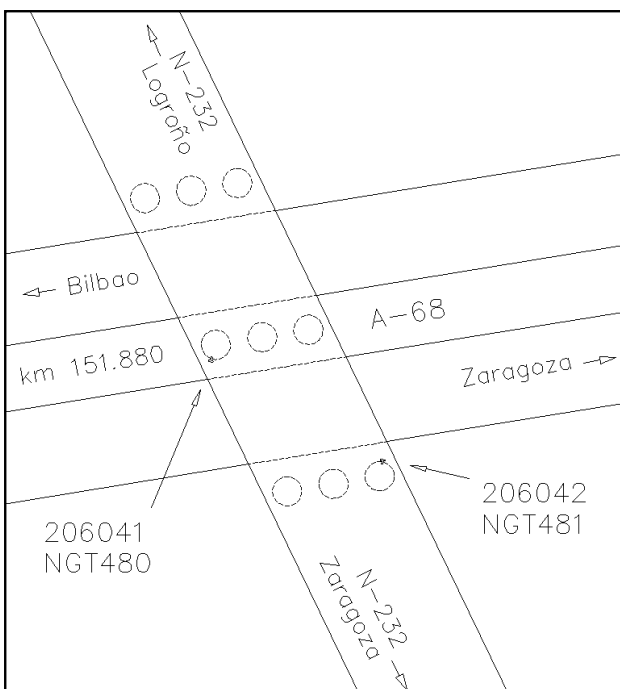 N-232
Logroño
Bilbao
A-68
km 151.880
Zaragoza
206041
NGT480
206042
NGT481
N-232
Zaragoza